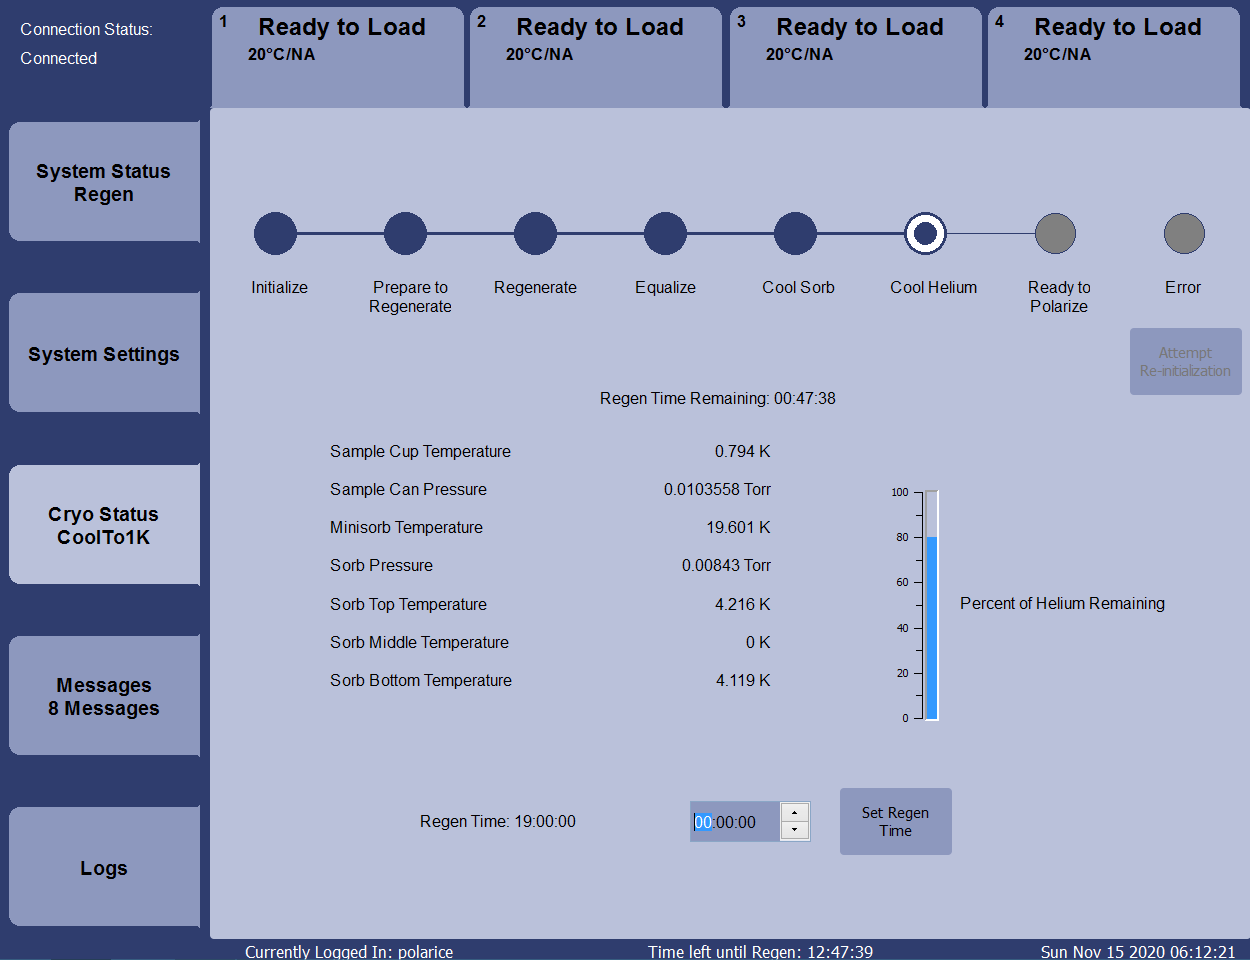 Connection Status:
Connected
1 Ready to Load
20°C/NA
2 Ready to Load
20°C/NA
3 Ready to Load
20°C/NA
4 Ready to Load
20°C/NA
System Status
Regen
System Settings
Cryo Status
CoolTo1K
Messages
8 Messages
Logs
Initialize
Prepare to
Regenerate
Regenerate
Equalize
Cool Sorb
Cool Helium
Ready to
Polarize
Error
Attempt
Re-initialization
Regen Time Remaining: 00:47:38
Sample Cup Temperature 0.794 K
Sample Can Pressure 0.0103558 Torr
Minisorb Temperature 19.601 K
Sorb Pressure 0.00843 Torr
Sorb Top Temperature 4.216 K
Sorb Middle Temperature 0 K
Sorb Bottom Temperature 4.119 K
100
80
60
40
20
0
Percent of Helium Remaining
Regen Time: 19:00:00
00:00:00
Set Regen
Time
Currently Logged In: polarice
Time left until Regen: 12:47:39
Sun Nov 15 2020 06:12:21